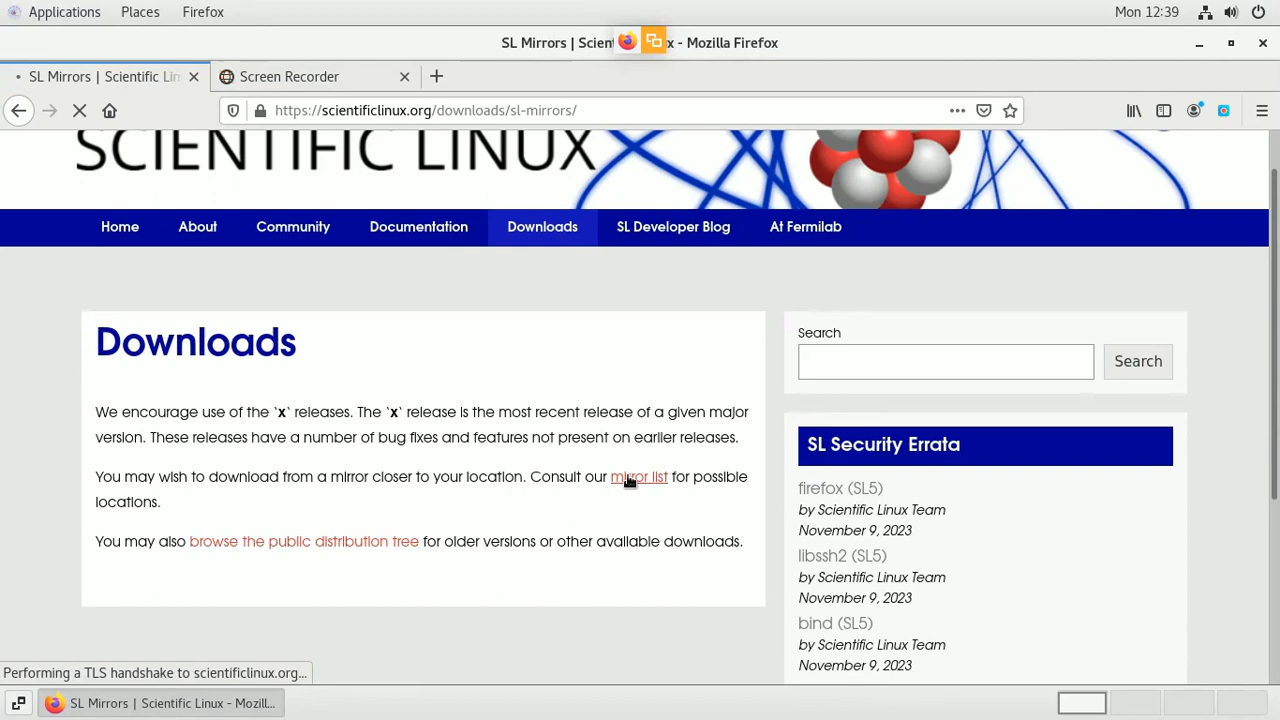 Applications Places Firefox Mon 12:39
SL Mirrors | Scien x - Mozilla Firefox
SL Mirrors | Scientific Lin Screen Recorder
https://scientificlinux.org/downloads/sl-mirrors/
SCIENTIFIC LINUX
Home About Community Documentation Downloads SL Developer Blog At Fermilab
Downloads
We encourage use of the `x` releases. The `x` release is the most recent release of a given major
version. These releases have a number of bug fixes and features not present on earlier releases.
You may wish to download from a mirror closer to your location. Consult our mirror list for possible
locations.
You may also browse the public distribution tree for older versions or other available downloads.
Search
Search
SL Security Errata
firefox (SL5)
by Scientific Linux Team
November 9, 2023
libssh2 (SL5)
by Scientific Linux Team
November 9, 2023
bind (SL5)
by Scientific Linux Team
November 9, 2023
Performing a TLS handshake to scientificlinux.org...
SL Mirrors | Scientific Linux - Mozill...